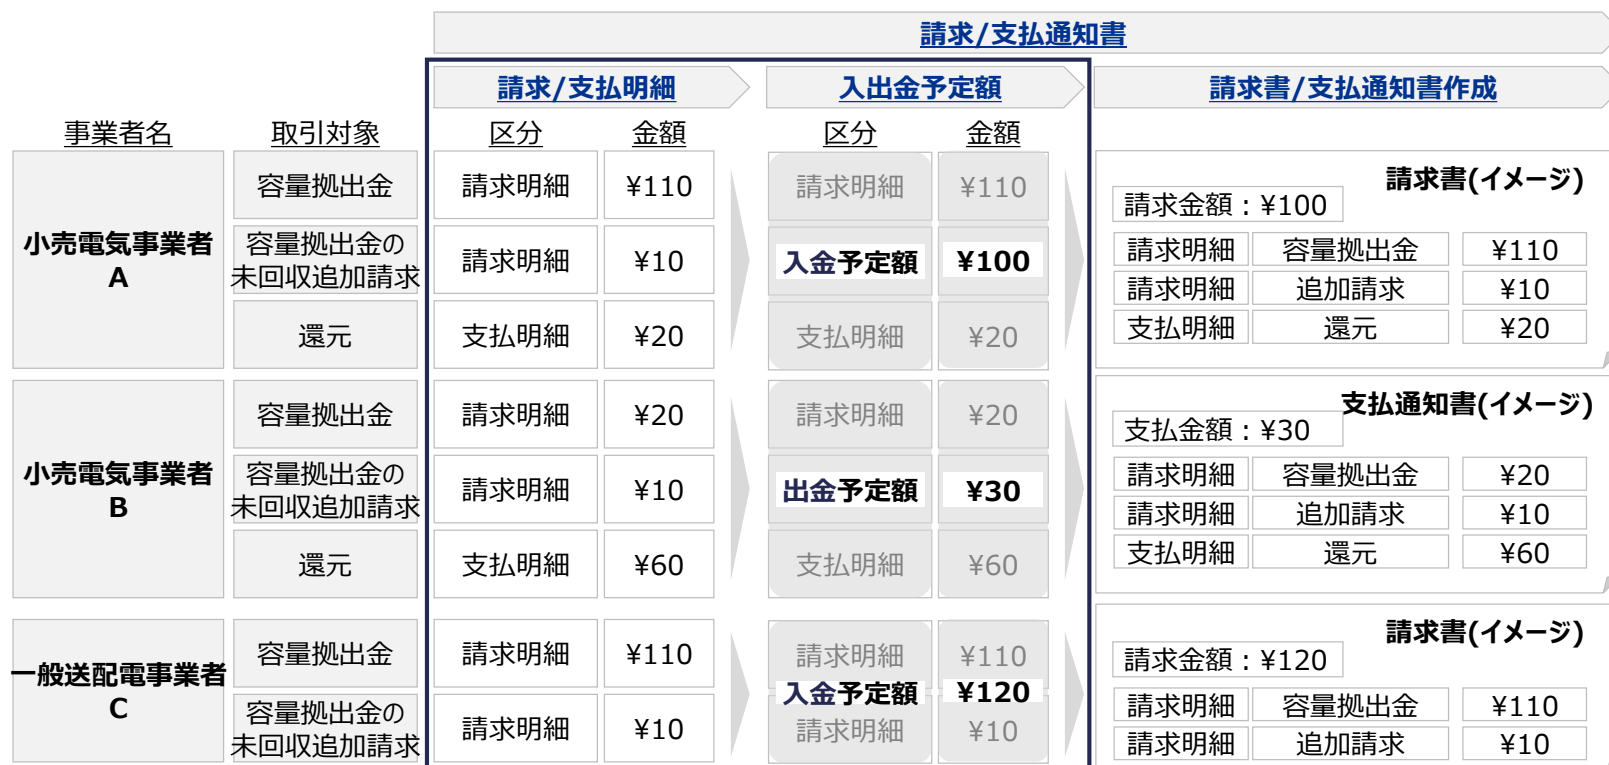 請求/支払通知書
請求/支払明細 入出金予定額 請求書/支払通知書作成
事業者名 取引対象 区分 金額 区分 金額
小売電気事業者
A
容量拠出金 請求明細 ¥110 請求明細 ¥110
容量拠出金の
未回収追加請求 請求明細 ¥10 入金予定額 ¥100
還元 支払明細 ¥20 支払明細 ¥20
請求書(イメージ)
請求金額：¥100
請求明細 容量拠出金 ¥110
請求明細 追加請求 ¥10
支払明細 還元 ¥20
小売電気事業者
B
容量拠出金 請求明細 ¥20 請求明細 ¥20
容量拠出金の
未回収追加請求 請求明細 ¥10 出金予定額 ¥30
還元 支払明細 ¥60 支払明細 ¥60
支払通知書(イメージ)
支払金額：¥30
請求明細 容量拠出金 ¥20
請求明細 追加請求 ¥10
支払明細 還元 ¥60
一般送配電事業者
C
容量拠出金 請求明細 ¥110 請求明細 ¥110
入金予定額 ¥120
容量拠出金の
未回収追加請求 請求明細 ¥10 請求明細 ¥10
請求書(イメージ)
請求金額：¥120
請求明細 容量拠出金 ¥110
請求明細 追加請求 ¥10